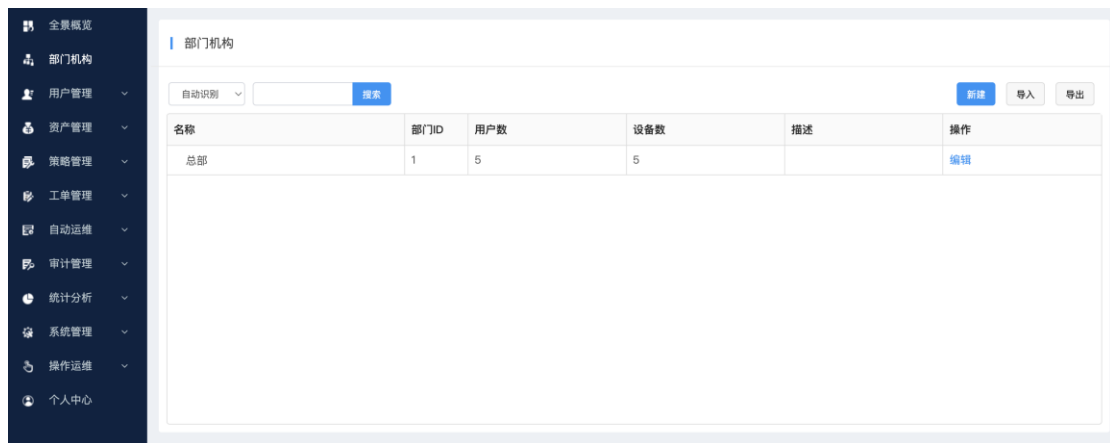 全景概览
部门机构
用户管理
资产管理
策略管理
工单管理
自动运维
审计管理
统计分析
系统管理
操作运维
个人中心
部门机构
自动识别 搜索 新建 导入 导出
名称 部门ID 用户数 设备数 描述 操作
总部 1 5 5 编辑